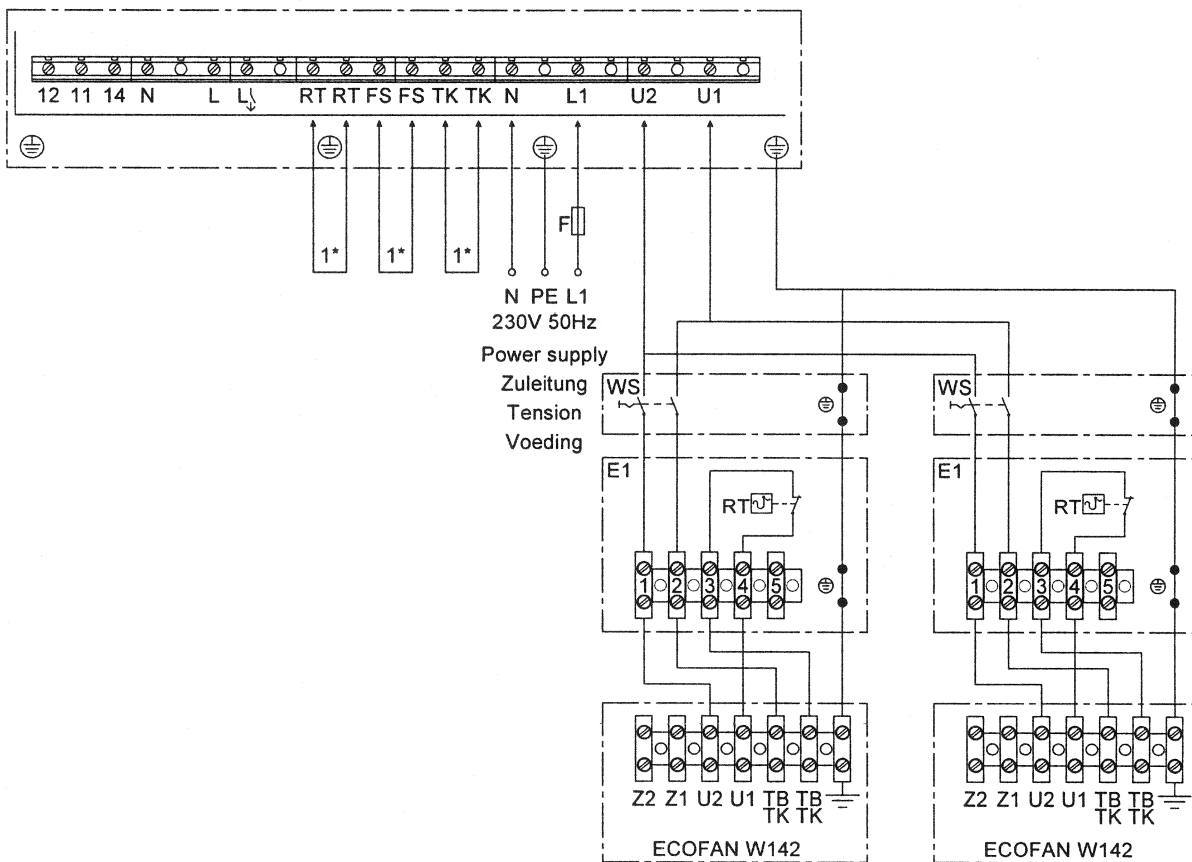 12 11 14 N L L RT RT FS FS TK TK N L1 U2 U1
F
1* 1* 1*
N PE L1
230V 50Hz
Power supply
Zuleitung
Tension
Voeding
WS WS
E1 E1
RT RT
1 2 3 4 5 1 2 3 4 5
Z2 Z1 U2 U1 TB TB Z2 Z1 U2 U1 TB TB
TK TK TK TK
ECOFAN W142 ECOFAN W142